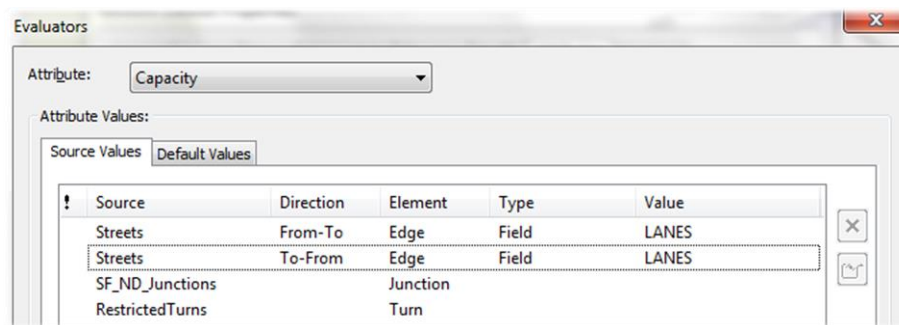 Evaluators
Attribute: Capacity
Attribute Values:
Source Values Default Values
! Source Direction Element Type Value
Streets From-To Edge Field LANES
Streets To-From Edge Field LANES
SF_ND_Junctions Junction
RestrictedTurns Turn